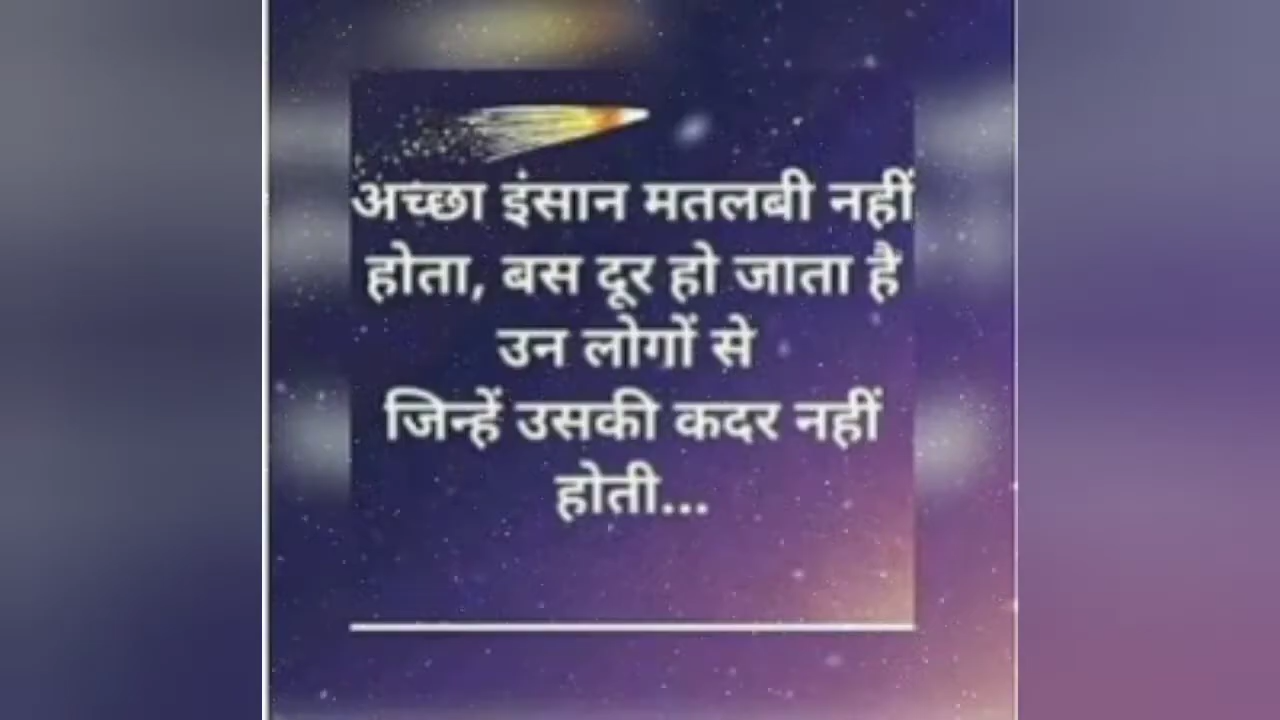 अच्छा इंसान मतलबी नहीं
होता, बस दूर हो जाता है
उन लोगों से
जिन्हें उसकी कदर नहीं
होती...